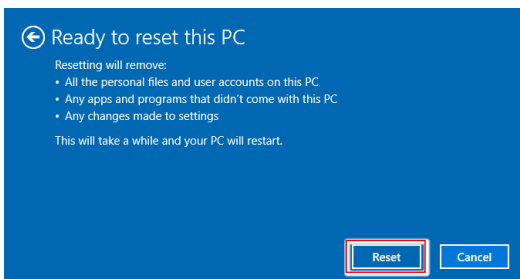 Ready to reset this PC
Resetting will remove:
• All the personal files and user accounts on this PC
• Any apps and programs that didn't come with this PC
• Any changes made to settings
This will take a while and your PC will restart.
Reset Cancel